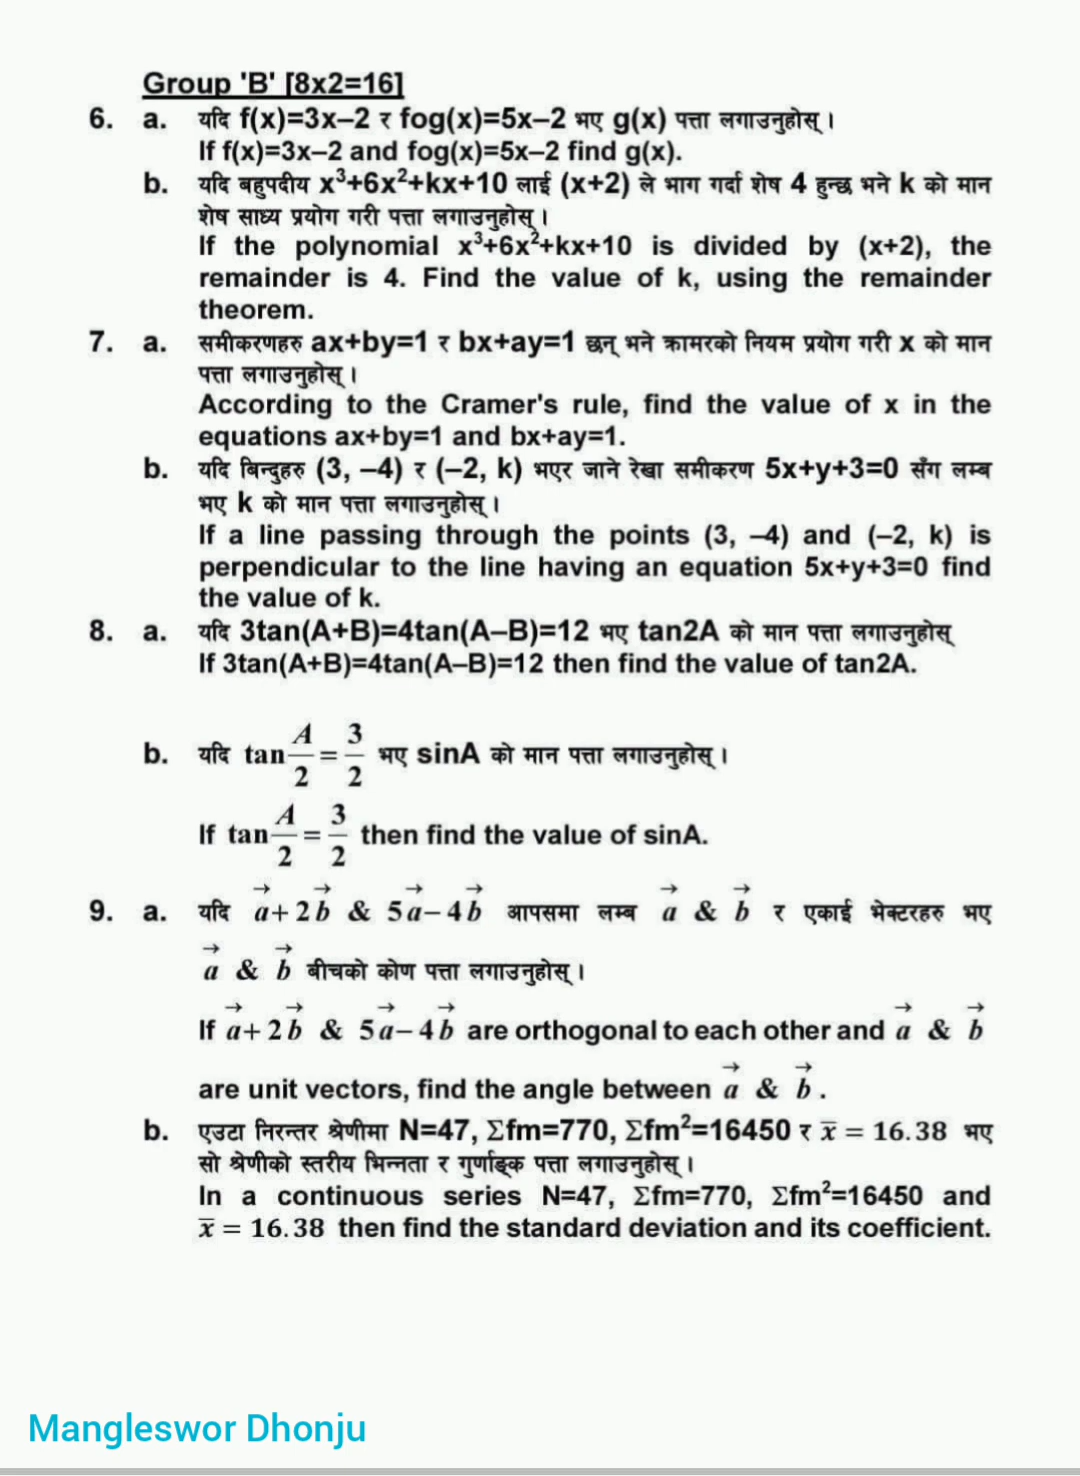 Group 'B' [8x2=16]
6. a. यदि f(x)=3x–2 र fog(x)=5x–2 भए g(x) पत्ता लगाउनुहोस् ।
If f(x)=3x–2 and fog(x)=5x–2 find g(x).
b. यदि बहुपदीय x³+6x²+kx+10 लाई (x+2) ले भाग गर्दा शेष 4 हुन्छ भने k को मान
शेष साध्य प्रयोग गरी पत्ता लगाउनुहोस् ।
If the polynomial x³+6x²+kx+10 is divided by (x+2), the
remainder is 4. Find the value of k, using the remainder
theorem.
7. a. समीकरणहरु ax+by=1 र bx+ay=1 छन् भने क्रामरको नियम प्रयोग गरी x को मान
पत्ता लगाउनुहोस् ।
According to the Cramer's rule, find the value of x in the
equations ax+by=1 and bx+ay=1.
b. यदि बिन्दुहरु (3, –4) र (–2, k) भएर जाने रेखा समीकरण 5x+y+3=0 सँग लम्ब
भए k को मान पत्ता लगाउनुहोस् ।
If a line passing through the points (3, –4) and (–2, k) is
perpendicular to the line having an equation 5x+y+3=0 find
the value of k.
8. a. यदि 3tan(A+B)=4tan(A–B)=12 भए tan2A को मान पत्ता लगाउनुहोस्
If 3tan(A+B)=4tan(A–B)=12 then find the value of tan2A.
b. यदि tan A/2 = 3/2 भए sinA को मान पत्ता लगाउनुहोस् ।
If tan A/2 = 3/2 then find the value of sinA.
9. a. यदि a⃗+2b⃗ & 5a⃗–4b⃗ आपसमा लम्ब a⃗ & b⃗ र एकाई भेक्टरहरु भए
a⃗ & b⃗ बीचको कोण पत्ता लगाउनुहोस् ।
If a⃗+2b⃗ & 5a⃗–4b⃗ are orthogonal to each other and a⃗ & b⃗
are unit vectors, find the angle between a⃗ & b⃗ .
b. एउटा निरन्तर श्रेणीमा N=47, Σfm=770, Σfm²=16450 र x̅ = 16.38 भए
सो श्रेणीको स्तरीय भिन्नता र गुर्णाङ्क पत्ता लगाउनुहोस् ।
In a continuous series N=47, Σfm=770, Σfm²=16450 and
x̅ = 16.38 then find the standard deviation and its coefficient.
Mangleswor Dhonju